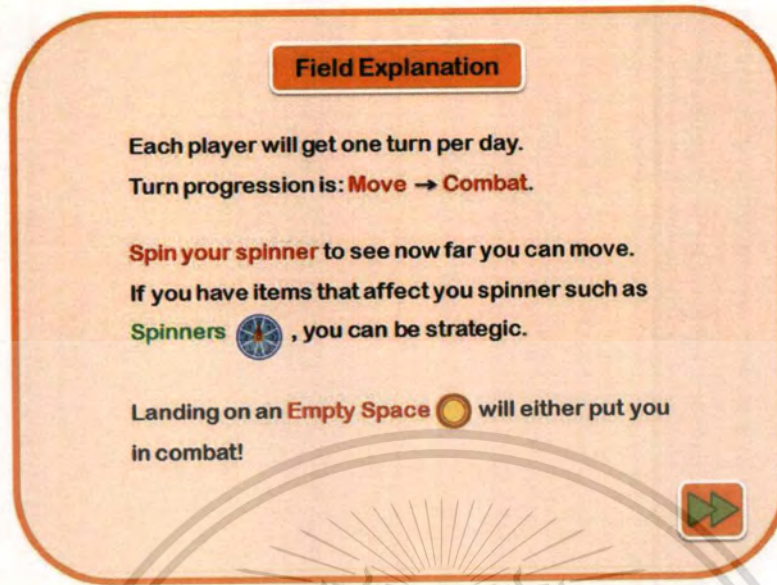 Field Explanation
Each player will get one turn per day.
Turn progression is: Move → Combat.
Spin your spinner to see now far you can move.
If you have items that affect you spinner such as
Spinners , you can be strategic.
Landing on an Empty Space will either put you
in combat!